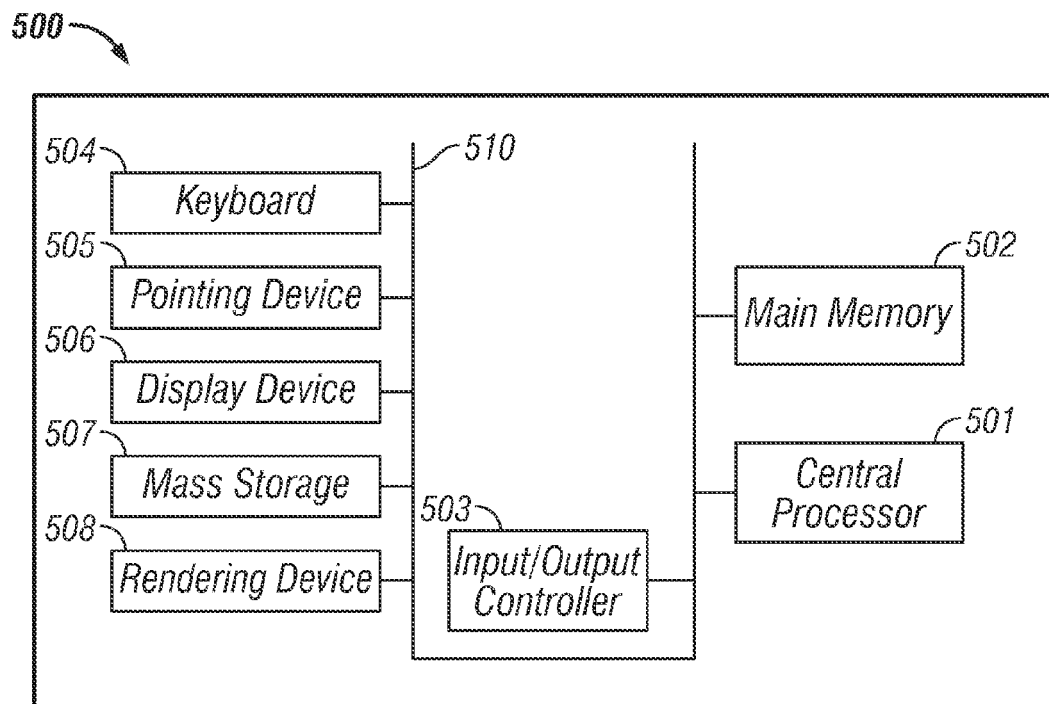 500
504
Keyboard
510
505
Pointing Device
502
Main Memory
506
Display Device
507
Mass Storage
501
Central
Processor
503
Input/Output
Controller
508
Rendering Device